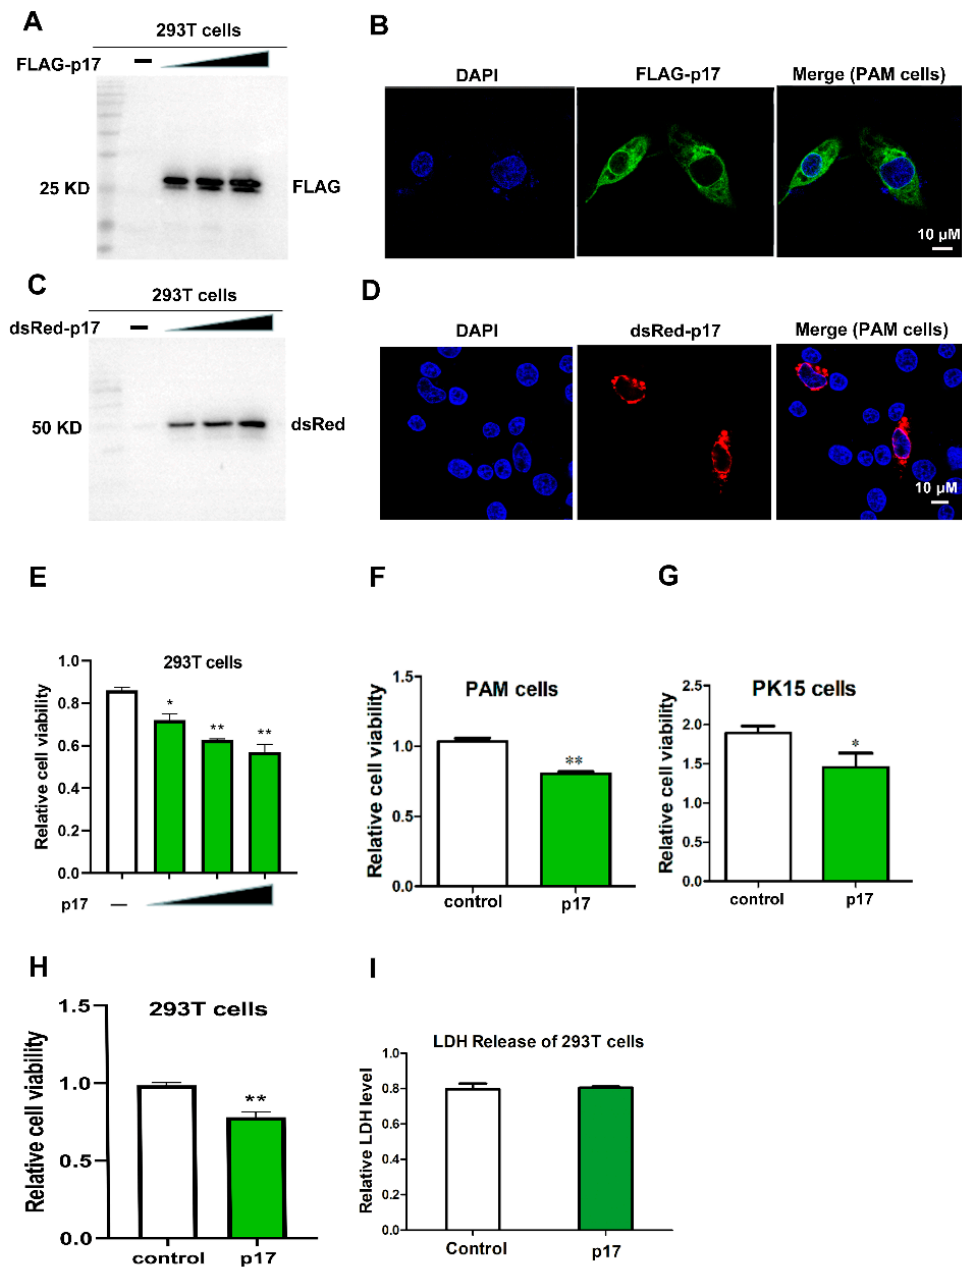 A
293T cells
FLAG-p17
–
25 KD
FLAG
B
DAPI
FLAG-p17
Merge (PAM cells)
10 μM
C
293T cells
dsRed-p17
–
50 KD
dsRed
D
DAPI
dsRed-p17
Merge (PAM cells)
10 μM
E
293T cells
Relative cell viability
1.0
0.8
0.6
0.4
0.2
0.0
*
**
**
p17
—
F
PAM cells
Relative cell viability
1.5
1.0
0.5
0.0
**
control
p17
G
PK15 cells
Relative cell viability
2.5
2.0
1.5
1.0
0.5
0.0
*
control
p17
H
293T cells
Relative cell viability
1.5
1.0
0.5
0.0
**
control
p17
I
LDH Release of 293T cells
Relative LDH level
1.0
0.8
0.6
0.4
0.2
0.0
Control
p17